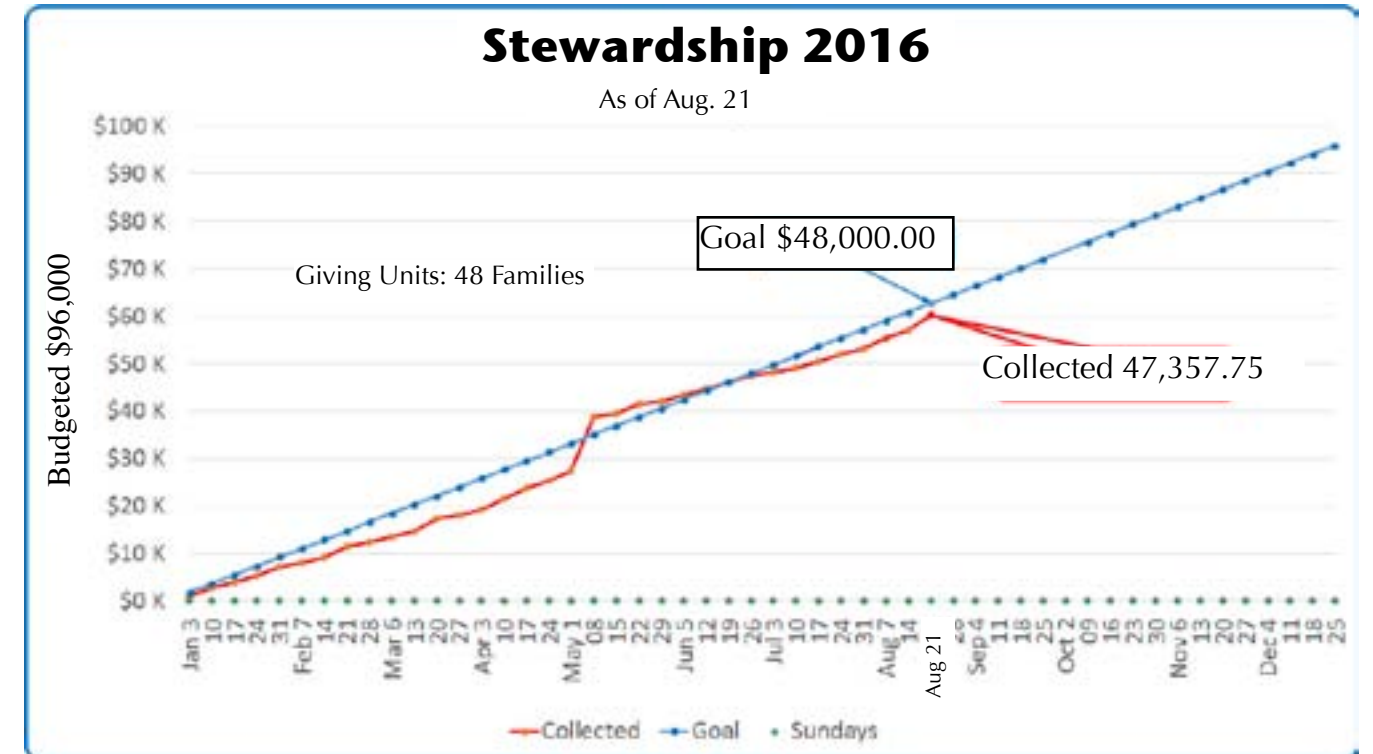 Stewardship 2016
As of Aug. 21
Budgeted $96,000
$100 K
$90 K
$80 K
$70 K
$60 K
$50 K
$40 K
$30 K
$20 K
$10 K
$0 K
Giving Units: 48 Families
Goal $48,000.00
Collected 47,357.75
Jan 3
10
17
24
31
Feb 7
14
21
28
Mar 6
13
20
27
Apr 3
10
17
24
May 1
08
15
22
29
Jun 5
12
19
26
Jul 3
10
17
24
31
Aug 7
14
Aug 21
28
Sep 4
11
18
25
Oct 2
09
16
23
30
Nov 6
13
20
27
Dec 4
11
18
25
Collected Goal Sundays